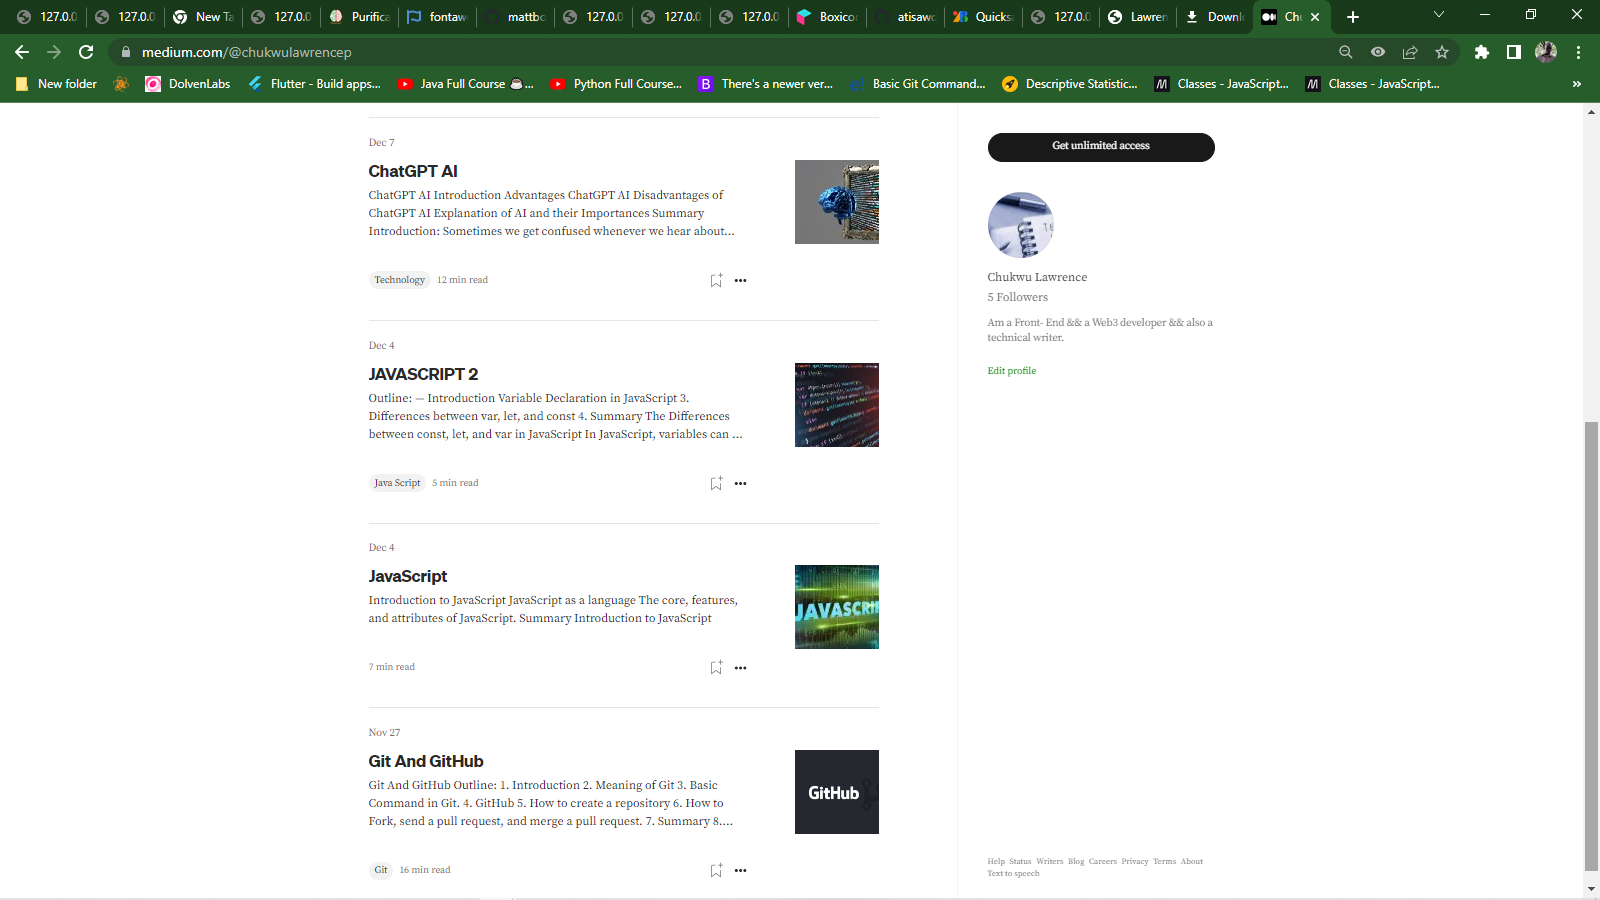 127.0.0
127.0.0
New Ta
127.0.0
Purifica
fontaw
mattbo
127.0.0
127.0.0
127.0.0
Boxicon
atisawd
Quicksa
127.0.0
Lawren
Downlo
Chu
medium.com/@chukwulawrencep
New folder
DolvenLabs
Flutter - Build apps...
Java Full Course ☕...
Python Full Course...
There's a newer ver...
Basic Git Command...
Descriptive Statistic...
Classes - JavaScript...
Classes - JavaScript...
»
Dec 7
ChatGPT AI
ChatGPT AI Introduction Advantages ChatGPT AI Disadvantages of
ChatGPT AI Explanation of AI and their Importances Summary
Introduction: Sometimes we get confused whenever we hear about...
Technology 12 min read
Dec 4
JAVASCRIPT 2
Outline: — Introduction Variable Declaration in JavaScript 3.
Differences between var, let, and const 4. Summary The Differences
between const, let, and var in JavaScript In JavaScript, variables can ...
Java Script 5 min read
Dec 4
JavaScript
Introduction to JavaScript JavaScript as a language The core, features,
and attributes of JavaScript. Summary Introduction to JavaScript
JAVASCRIP
7 min read
Nov 27
Git And GitHub
Git And GitHub Outline: 1. Introduction 2. Meaning of Git 3. Basic
Command in Git. 4. GitHub 5. How to create a repository 6. How to
Fork, send a pull request, and merge a pull request. 7. Summary 8....
GitHub
Git 16 min read
Get unlimited access
Chukwu Lawrence
5 Followers
Am a Front- End && a Web3 developer && also a
technical writer.
Edit profile
Help Status Writers Blog Careers Privacy Terms About
Text to speech